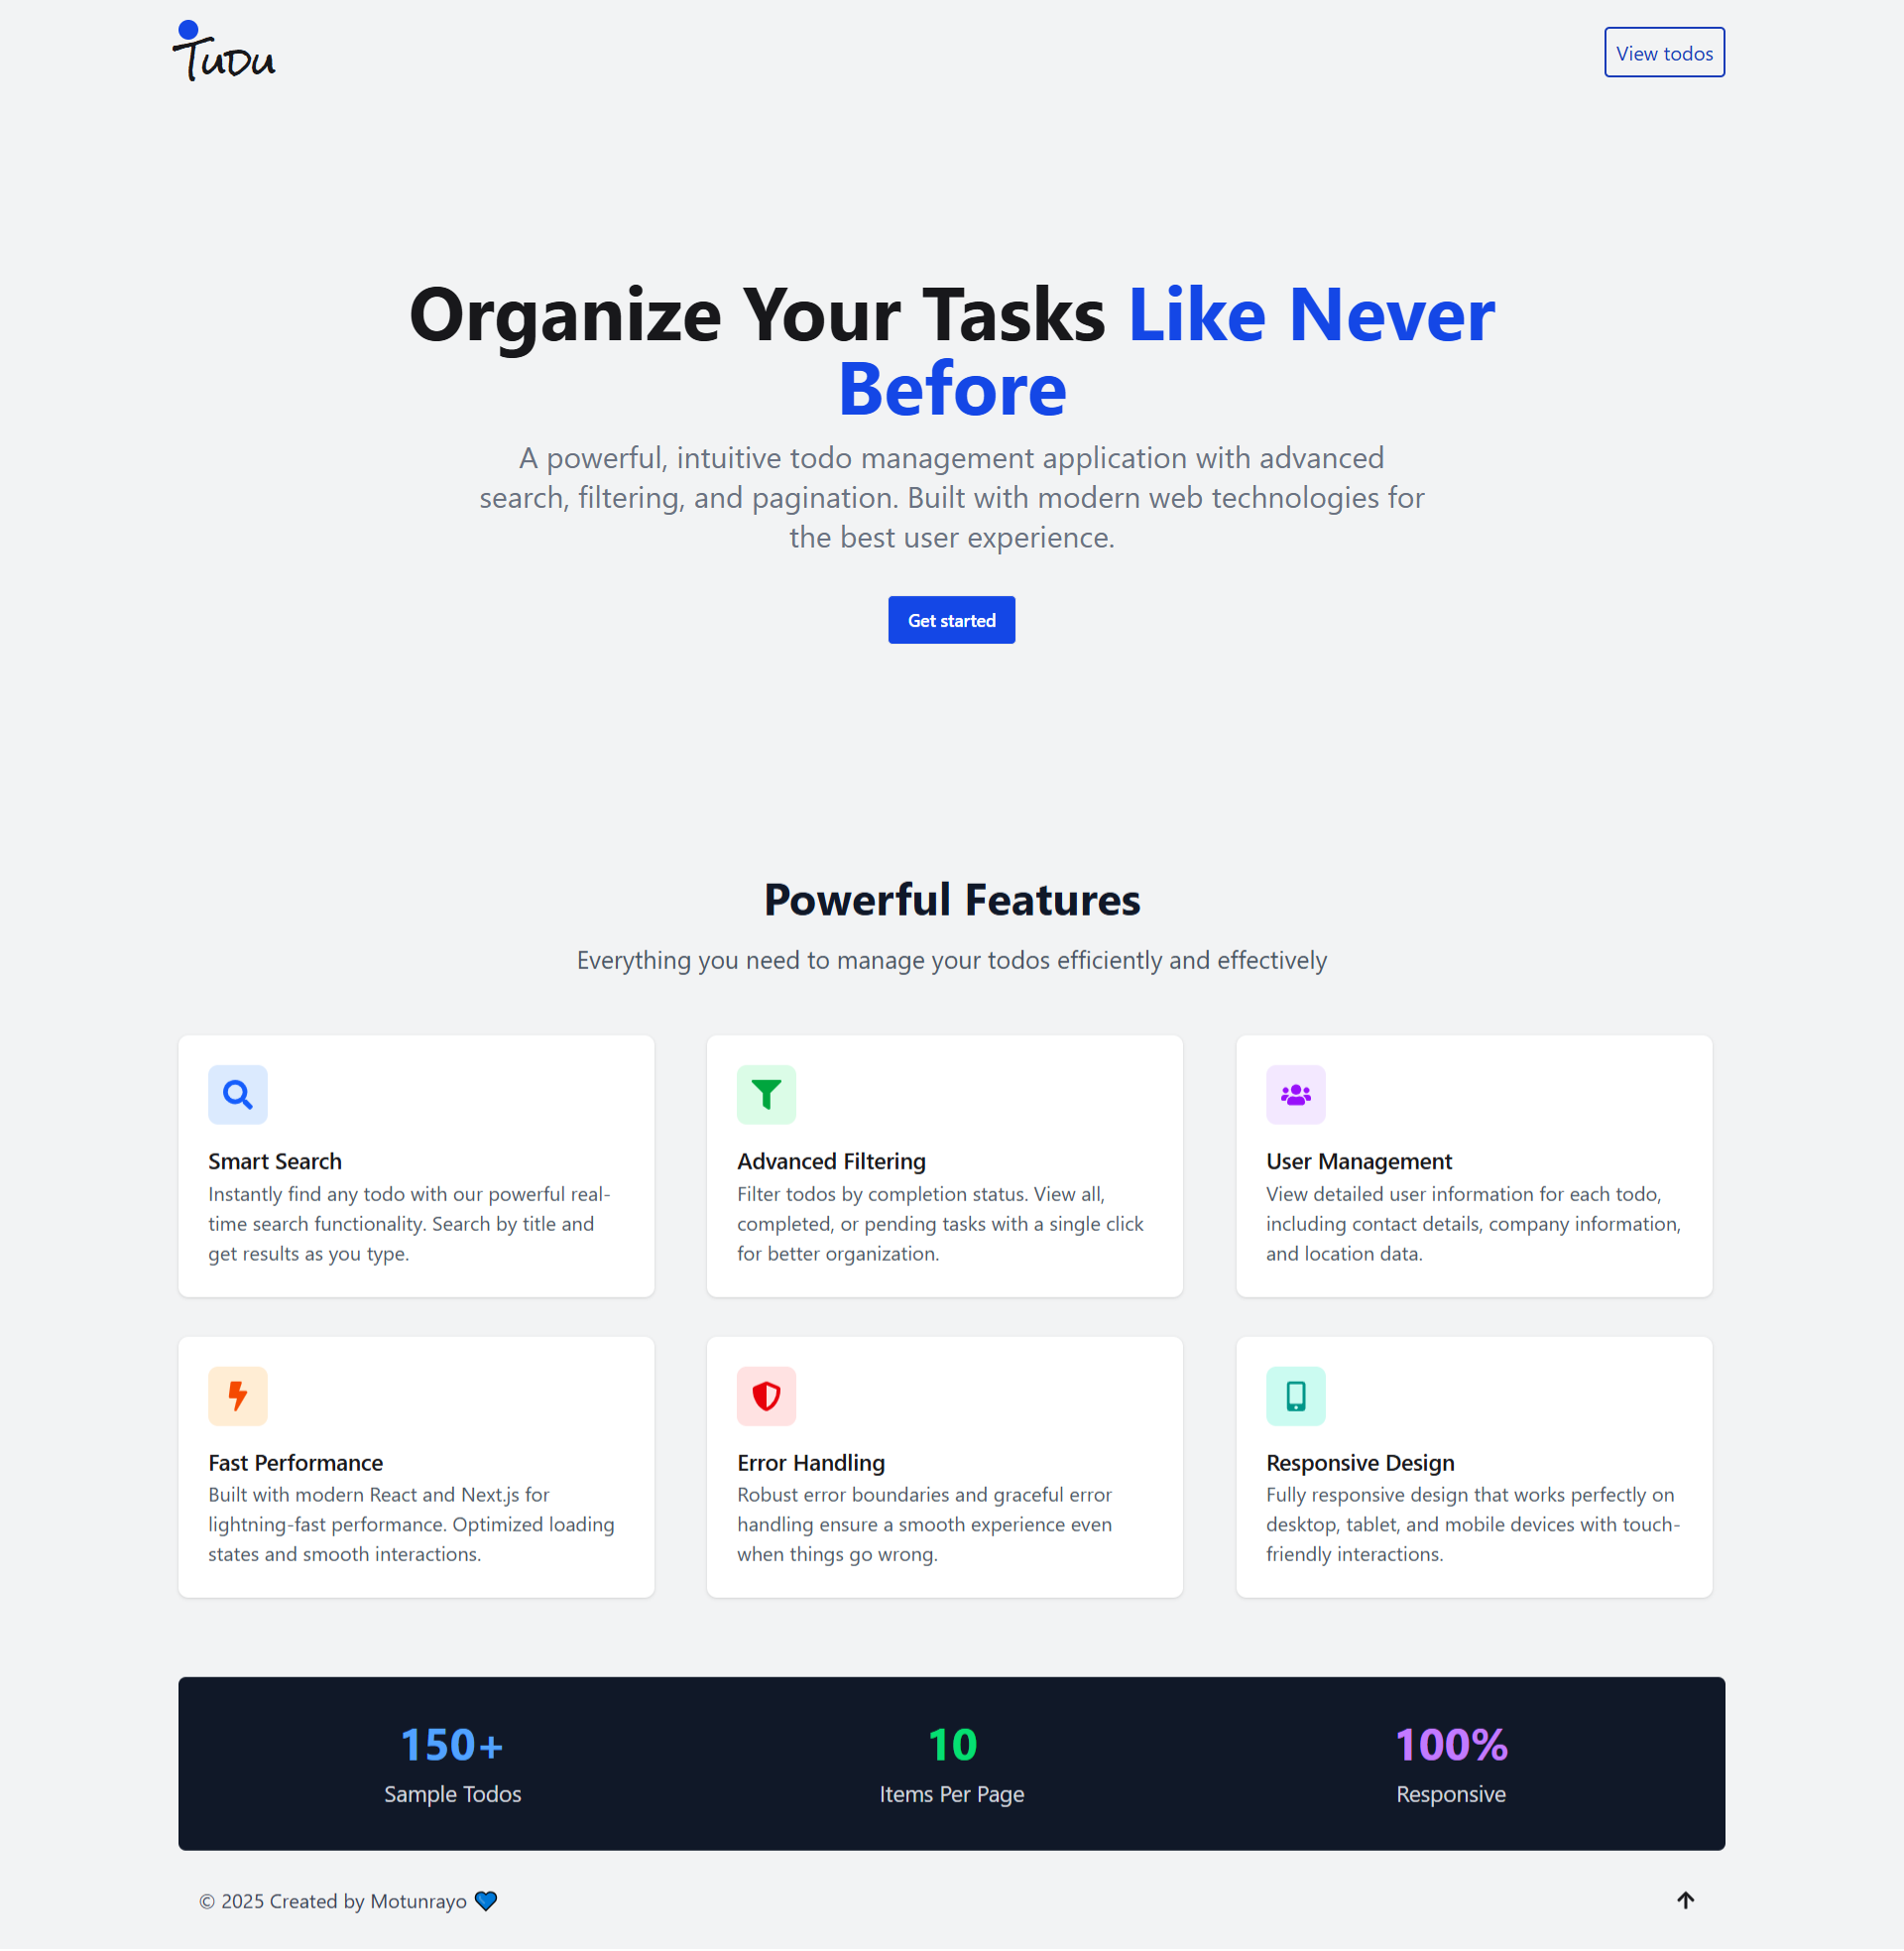 Tudu
View todos
Organize Your Tasks Like Never
Before
A powerful, intuitive todo management application with advanced
search, filtering, and pagination. Built with modern web technologies for
the best user experience.
Get started
Powerful Features
Everything you need to manage your todos efficiently and effectively
Smart Search
Instantly find any todo with our powerful real-
time search functionality. Search by title and
get results as you type.
Advanced Filtering
Filter todos by completion status. View all,
completed, or pending tasks with a single click
for better organization.
User Management
View detailed user information for each todo,
including contact details, company information,
and location data.
Fast Performance
Built with modern React and Next.js for
lightning-fast performance. Optimized loading
states and smooth interactions.
Error Handling
Robust error boundaries and graceful error
handling ensure a smooth experience even
when things go wrong.
Responsive Design
Fully responsive design that works perfectly on
desktop, tablet, and mobile devices with touch-
friendly interactions.
150+
Sample Todos
10
Items Per Page
100%
Responsive
© 2025 Created by Motunrayo 💙